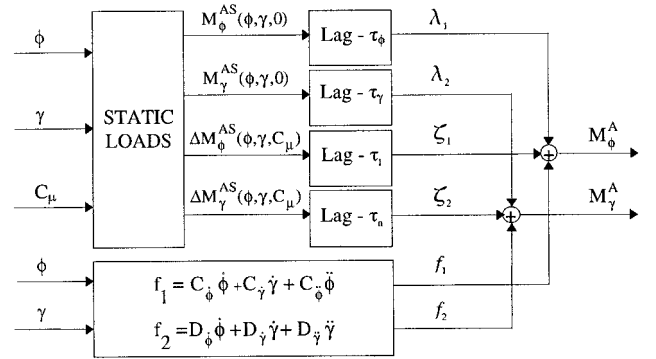 ϕ
γ
C_μ
STATIC
LOADS
M_ϕ^AS(ϕ,γ,0)
M_γ^AS(ϕ,γ,0)
ΔM_ϕ^AS(ϕ,γ,C_μ)
ΔM_γ^AS(ϕ,γ,C_μ)
Lag - τ_ϕ
Lag - τ_γ
Lag - τ_l
Lag - τ_n
λ_1
λ_2
ζ_1
ζ_2
M_ϕ^A
M_γ^A
ϕ
γ
f_1 = C_ϕ̇ ϕ̇ + C_γ̇ γ̇ + C_ϕ̈ ϕ̈
f_2 = D_ϕ̇ ϕ̇ + D_γ̇ γ̇ + D_γ̈ γ̈
f_1
f_2